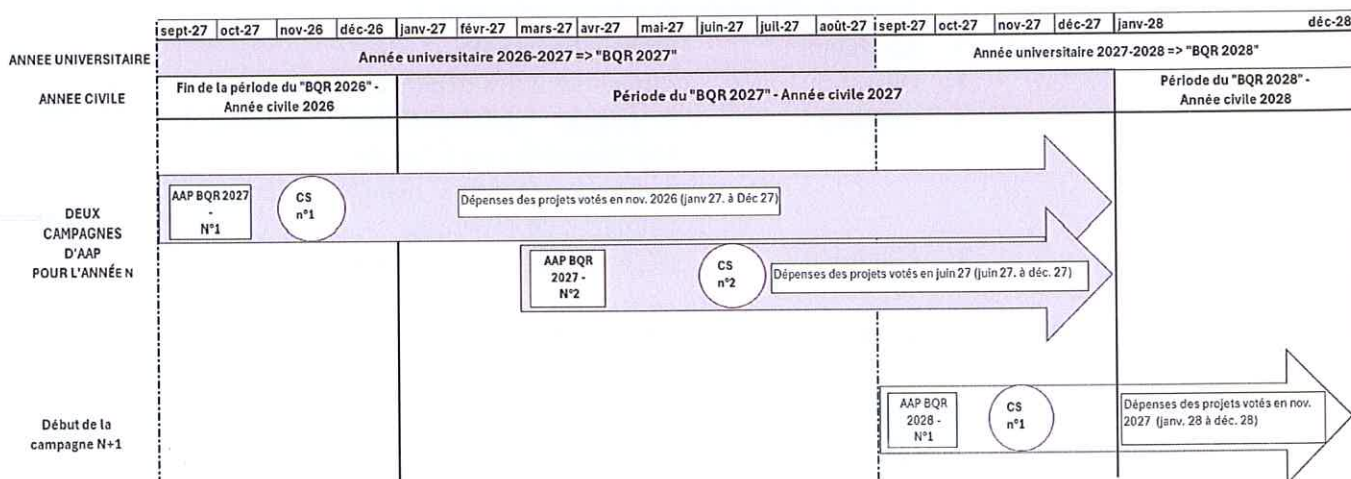 sept-27 oct-27 nov-26 déc-26 janv-27 févr-27 mars-27 avr-27 mai-27 juin-27 juil-27 août-27 sept-27 oct-27 nov-27 déc-27 janv-28 déc-28
ANNEE UNIVERSITAIRE
Année universitaire 2026-2027 => "BQR 2027"
Année universitaire 2027-2028 => "BQR 2028"
ANNEE CIVILE
Fin de la période du "BQR 2026" -
Année civile 2026
Période du "BQR 2027" - Année civile 2027
Période du "BQR 2028" -
Année civile 2028
DEUX
CAMPAGNES
D'AAP
POUR L'ANNÉE N
AAP BQR 2027
-
N°1
CS
n°1
Dépenses des projets votés en nov. 2026 (janv 27. à Déc 27)
AAP BQR
2027 -
N°2
CS
n°2
Dépenses des projets votés en juin 27 (juin 27. à déc. 27)
Début de la
campagne N+1
AAP BQR
2028 -
N°1
CS
n°1
Dépenses des projets votés en nov.
2027 (janv. 28 à déc. 28)